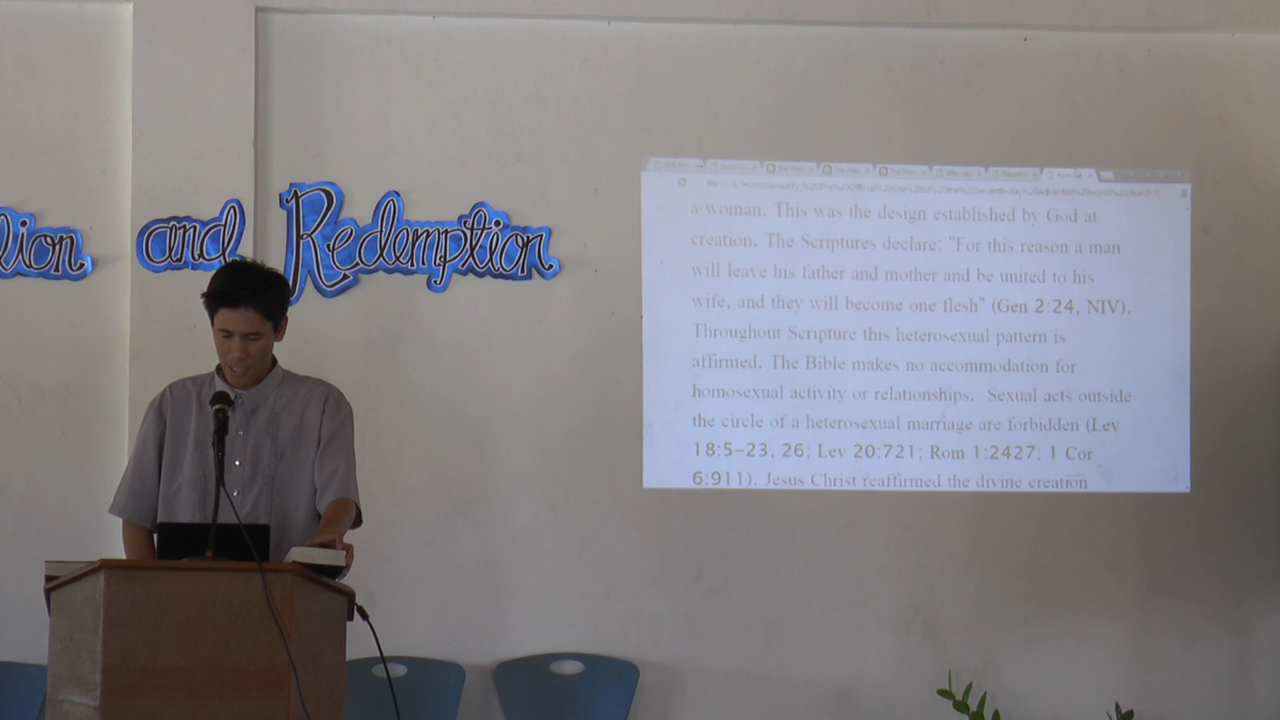 tion and Redemption
a woman. This was the design established by God at
creation. The Scriptures declare: "For this reason a man
will leave his father and mother and be united to his
wife, and they will become one flesh" (Gen 2:24, NIV).
Throughout Scripture this heterosexual pattern is
affirmed. The Bible makes no accommodation for
homosexual activity or relationships. Sexual acts outside
the circle of a heterosexual marriage are forbidden (Lev
18:5-23, 26; Lev 20:721; Rom 1:2427; 1 Cor
6:911). Jesus Christ reaffirmed the divine creation